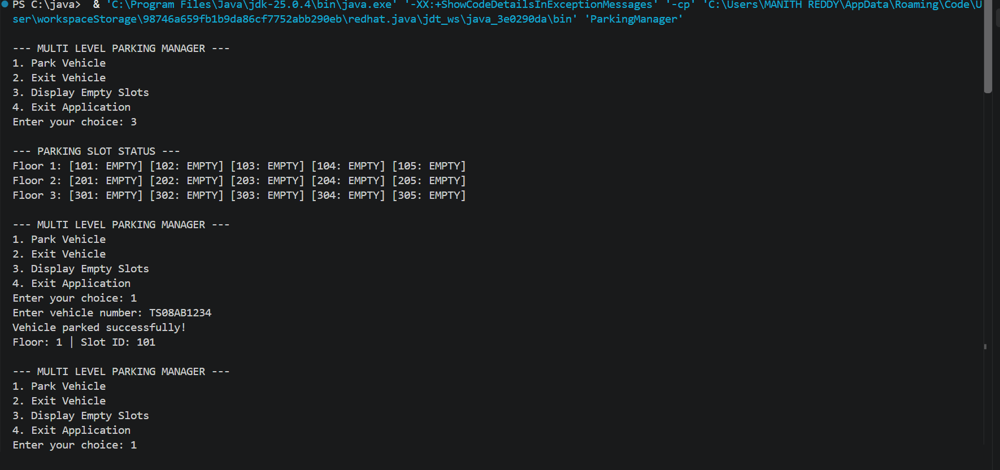 PS C:\java>  & 'C:\Program Files\Java\jdk-25.0.4\bin\java.exe' '-XX:+ShowCodeDetailsInExceptionMessages' '-cp' 'C:\Users\MANITH REDDY\AppData\Roaming\Code\U
ser\workspaceStorage\98746a659fb1b9da86cf7752abb290eb\redhat.java\jdt_ws\java_3e0290da\bin' 'ParkingManager'
--- MULTI LEVEL PARKING MANAGER ---
1. Park Vehicle
2. Exit Vehicle
3. Display Empty Slots
4. Exit Application
Enter your choice: 3
--- PARKING SLOT STATUS ---
Floor 1: [101: EMPTY] [102: EMPTY] [103: EMPTY] [104: EMPTY] [105: EMPTY]
Floor 2: [201: EMPTY] [202: EMPTY] [203: EMPTY] [204: EMPTY] [205: EMPTY]
Floor 3: [301: EMPTY] [302: EMPTY] [303: EMPTY] [304: EMPTY] [305: EMPTY]
--- MULTI LEVEL PARKING MANAGER ---
1. Park Vehicle
2. Exit Vehicle
3. Display Empty Slots
4. Exit Application
Enter your choice: 1
Enter vehicle number: TS08AB1234
Vehicle parked successfully!
Floor: 1 | Slot ID: 101
--- MULTI LEVEL PARKING MANAGER ---
1. Park Vehicle
2. Exit Vehicle
3. Display Empty Slots
4. Exit Application
Enter your choice: 1